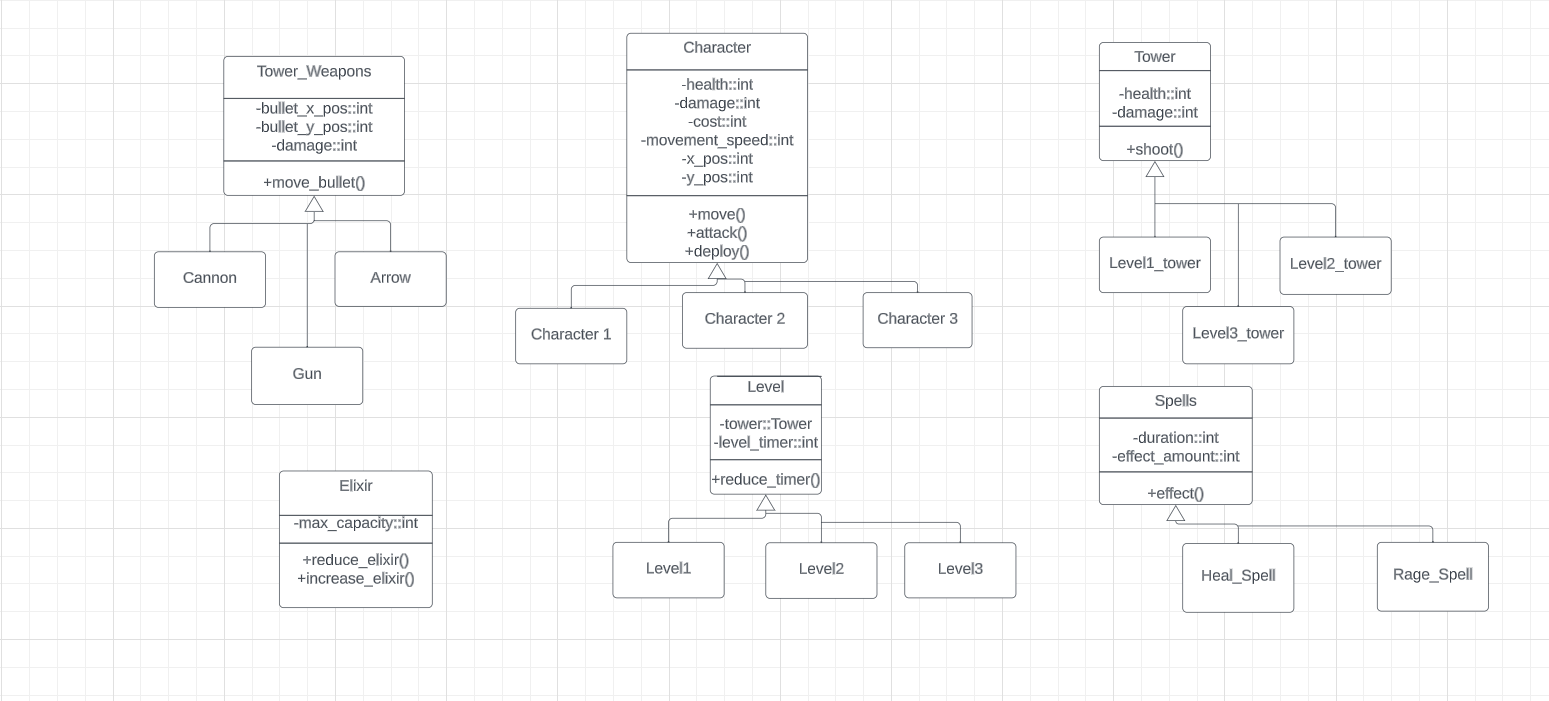 Tower_Weapons
-bullet_x_pos::int
-bullet_y_pos::int
-damage::int
+move_bullet()
Cannon
Arrow
Gun
Character
-health::int
-damage::int
-cost::int
-movement_speed::int
-x_pos::int
-y_pos::int
+move()
+attack()
+deploy()
Character 1
Character 2
Character 3
Tower
-health::int
-damage::int
+shoot()
Level1_tower
Level2_tower
Level3_tower
Elixir
-max_capacity::int
+reduce_elixir()
+increase_elixir()
Level
-tower::Tower
-level_timer::int
+reduce_timer()
Level1
Level2
Level3
Spells
-duration::int
-effect_amount::int
+effect()
Heal_Spell
Rage_Spell